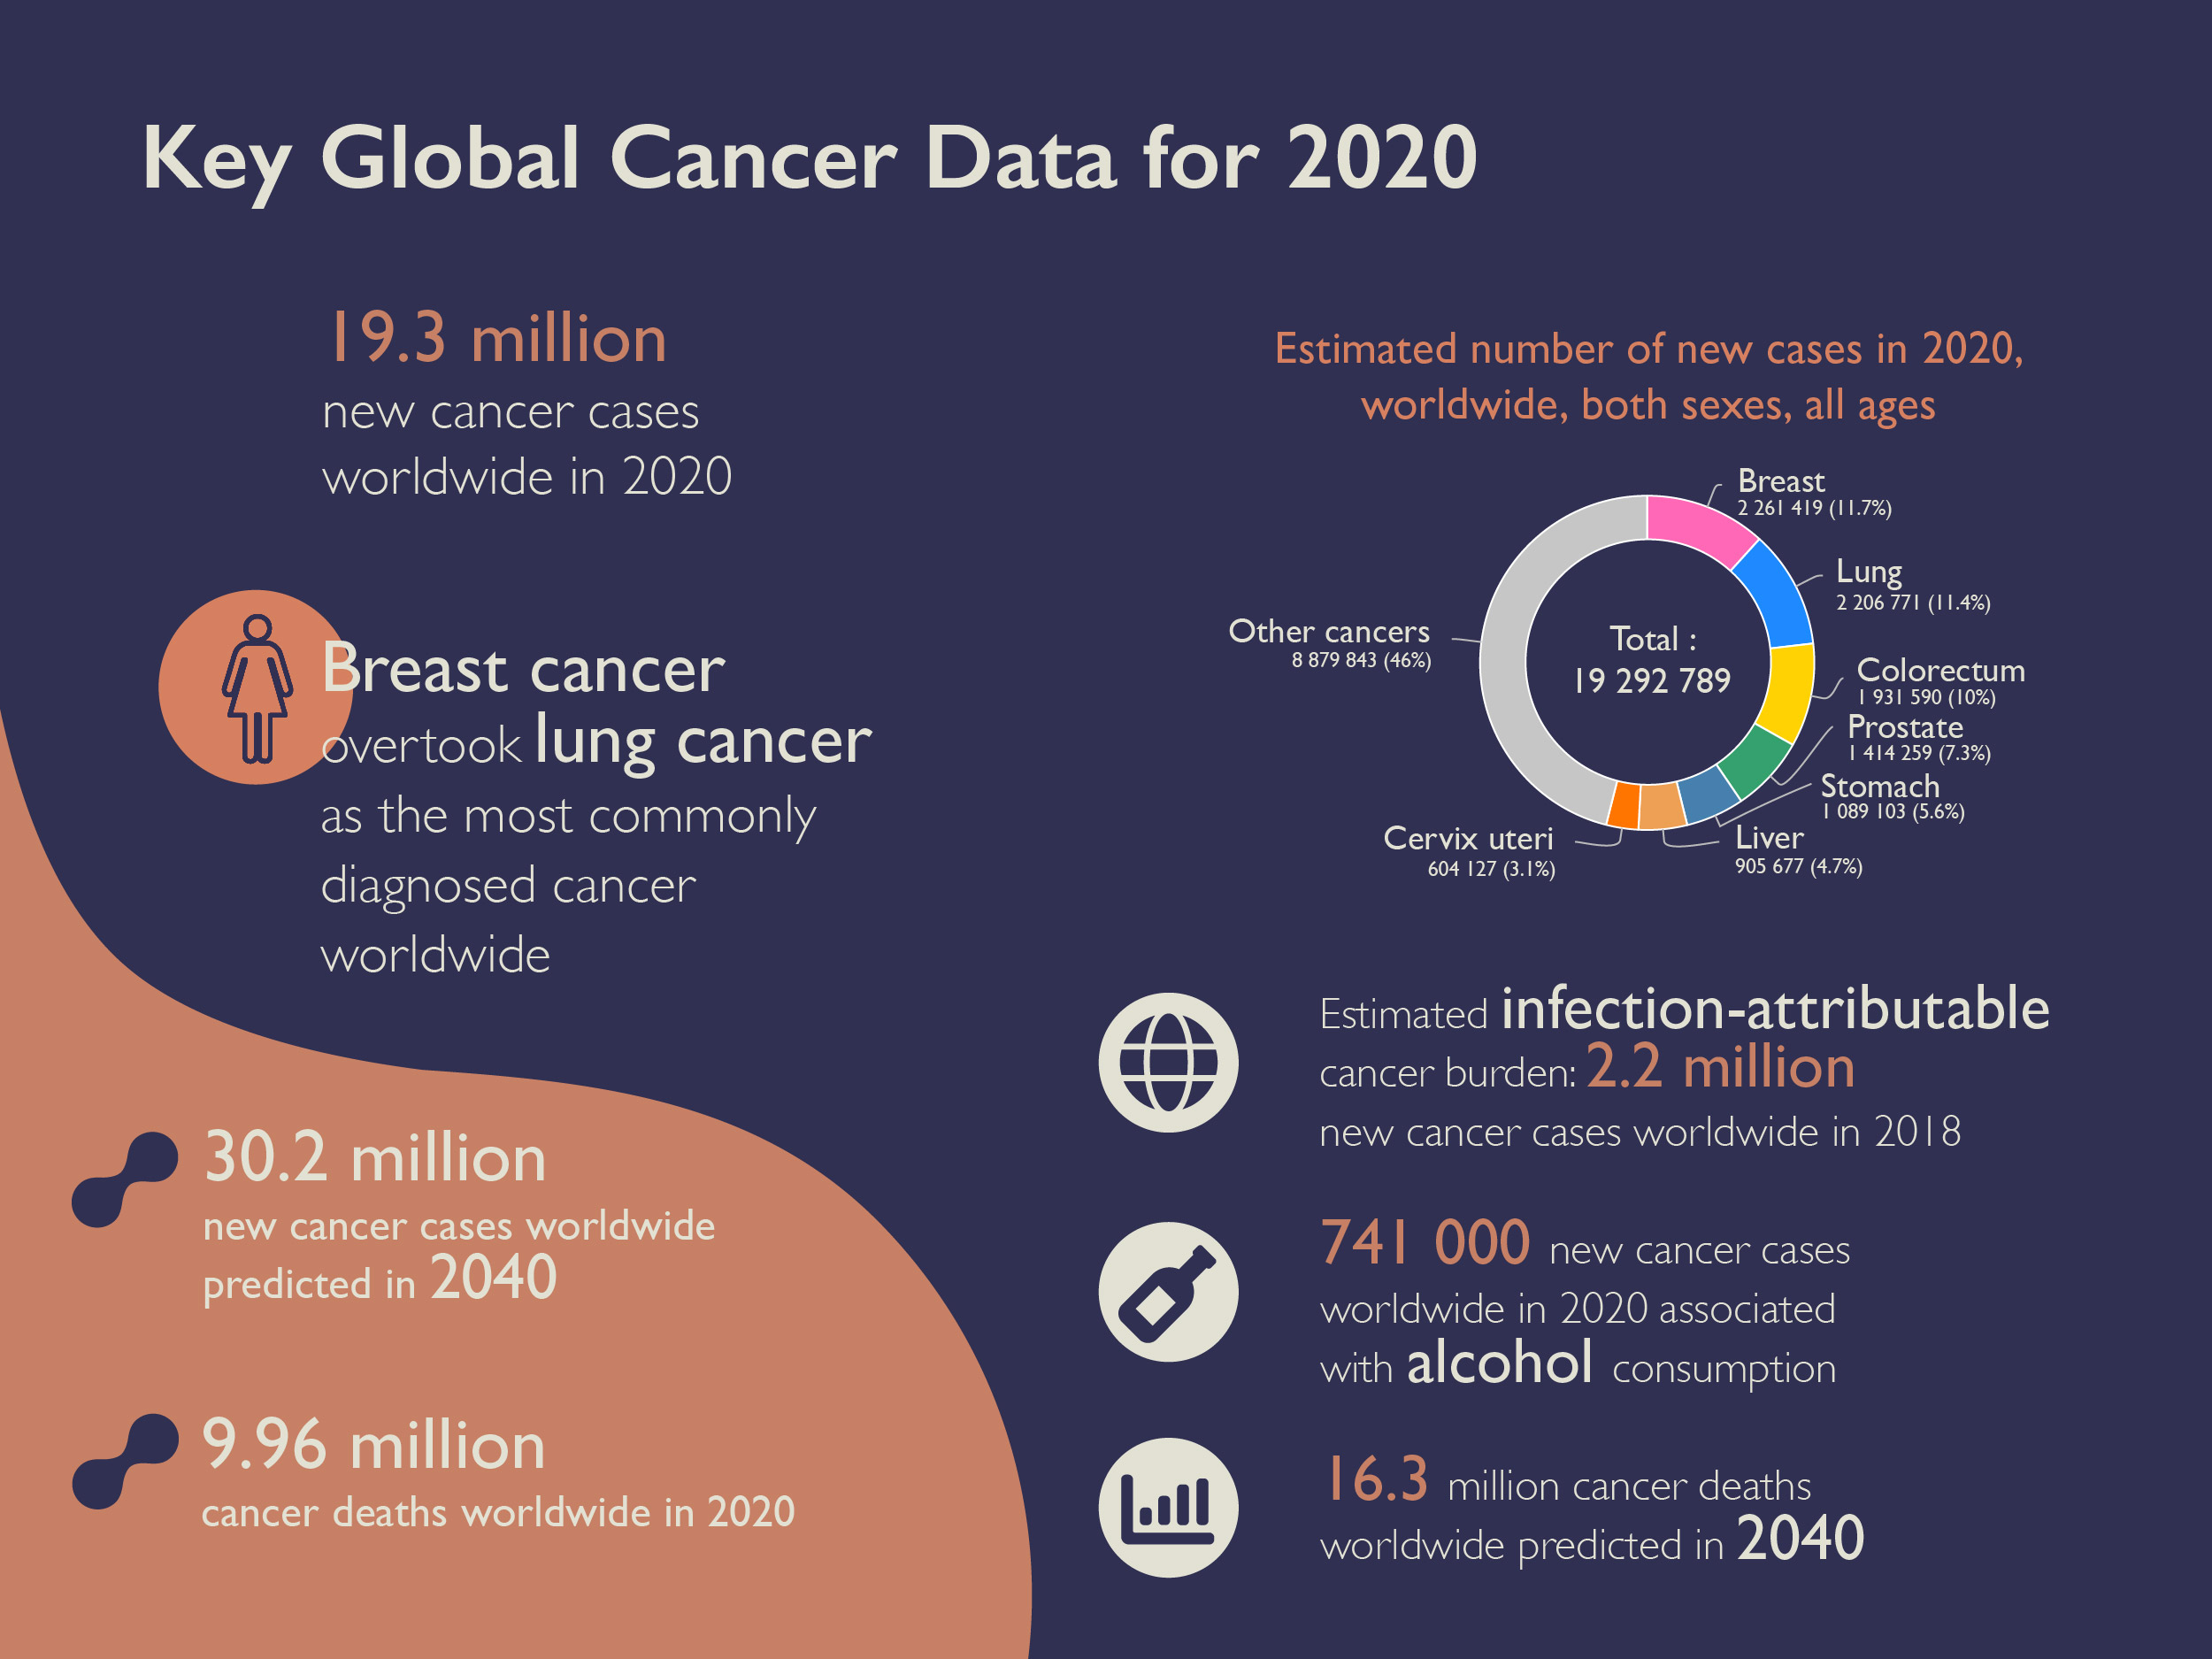 Key Global Cancer Data for 2020
19.3 million
new cancer cases
worldwide in 2020
Breast cancer
overtook lung cancer
as the most commonly
diagnosed cancer
worldwide
30.2 million
new cancer cases worldwide
predicted in 2040
9.96 million
cancer deaths worldwide in 2020
Estimated number of new cases in 2020,
worldwide, both sexes, all ages
Breast
2 261 419 (11.7%)
Lung
2 206 771 (11.4%)
Colorectum
1 931 590 (10%)
Prostate
1 414 259 (7.3%)
Stomach
1 089 103 (5.6%)
Liver
905 677 (4.7%)
Cervix uteri
604 127 (3.1%)
Other cancers
8 879 843 (46%)
Total :
19 292 789
Estimated infection-attributable
cancer burden: 2.2 million
new cancer cases worldwide in 2018
741 000 new cancer cases
worldwide in 2020 associated
with alcohol consumption
16.3 million cancer deaths
worldwide predicted in 2040